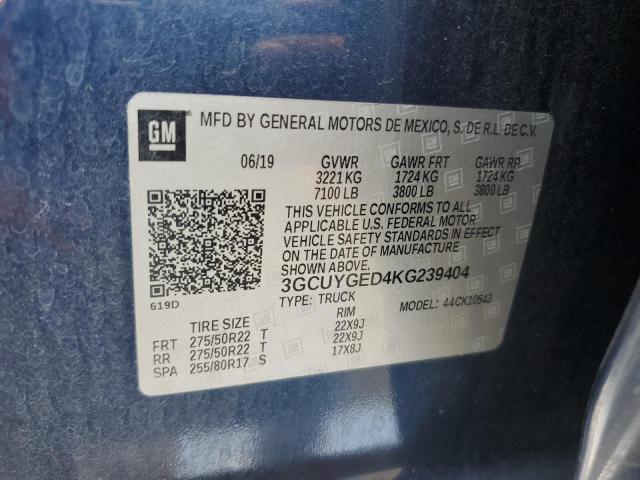 GM
MFD BY GENERAL MOTORS DE MEXICO, S. DE R.L. DE C.V.
06/19 GVWR GAWR FRT GAWR RR
3221 KG 1724 KG 1724 KG
7100 LB 3800 LB 3800 LB
THIS VEHICLE CONFORMS TO ALL
APPLICABLE U.S. FEDERAL MOTOR
VEHICLE SAFETY STANDARDS IN EFFECT
ON THE DATE OF MANUFACTURE
SHOWN ABOVE.
3GCUYGED4KG239404
619D
TYPE: TRUCK MODEL: 44CK10543
TIRE SIZE RIM
FRT 275/50R22 T 22X9J
RR 275/50R22 T 22X9J
SPA 255/80R17 S 17X8J